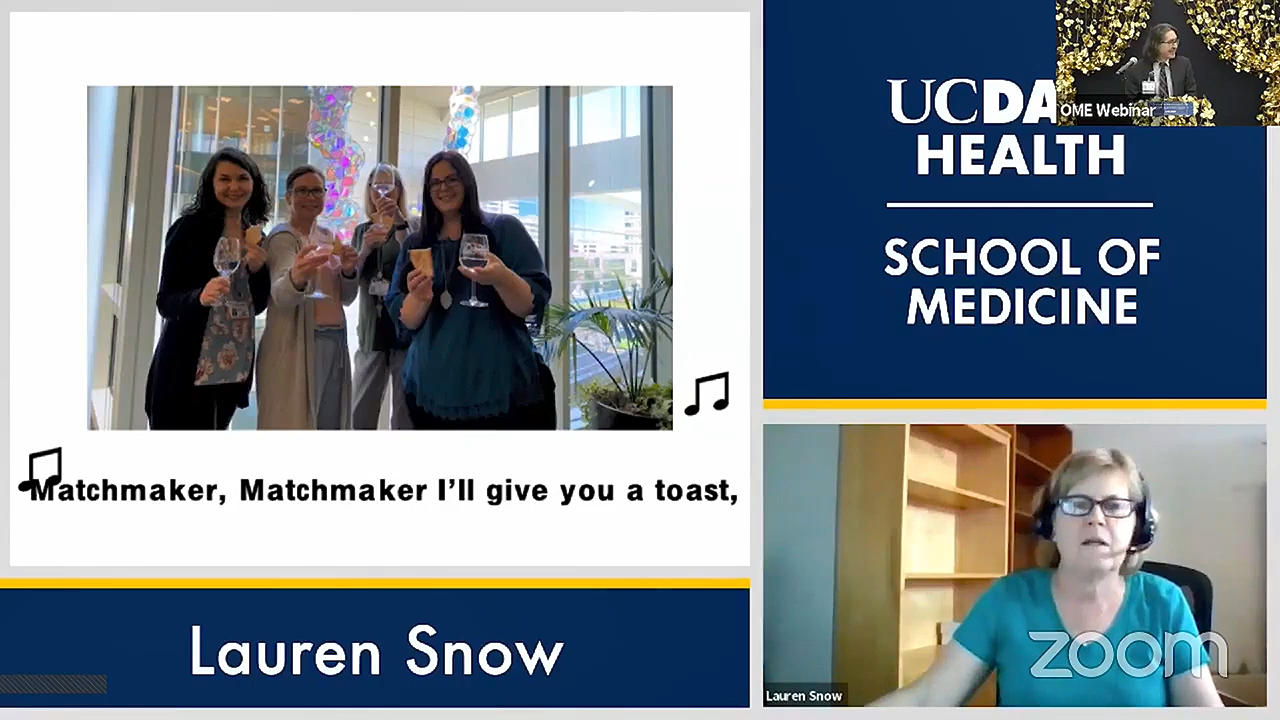 Matchmaker, Matchmaker I'll give you a toast,
Lauren Snow
UCDA
HEALTH
SCHOOL OF
MEDICINE
OME Webinar
zoom
Lauren Snow